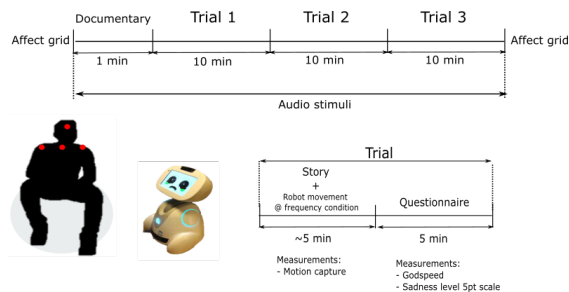 Documentary
Trial 1
Trial 2
Trial 3
Affect grid
Affect grid
1 min
10 min
10 min
10 min
Audio stimuli
Trial
Story
+
Robot movement
@ frequency condition
Questionnaire
~5 min
5 min
Measurements:
- Motion capture
Measurements:
- Godspeed
- Sadness level 5pt scale